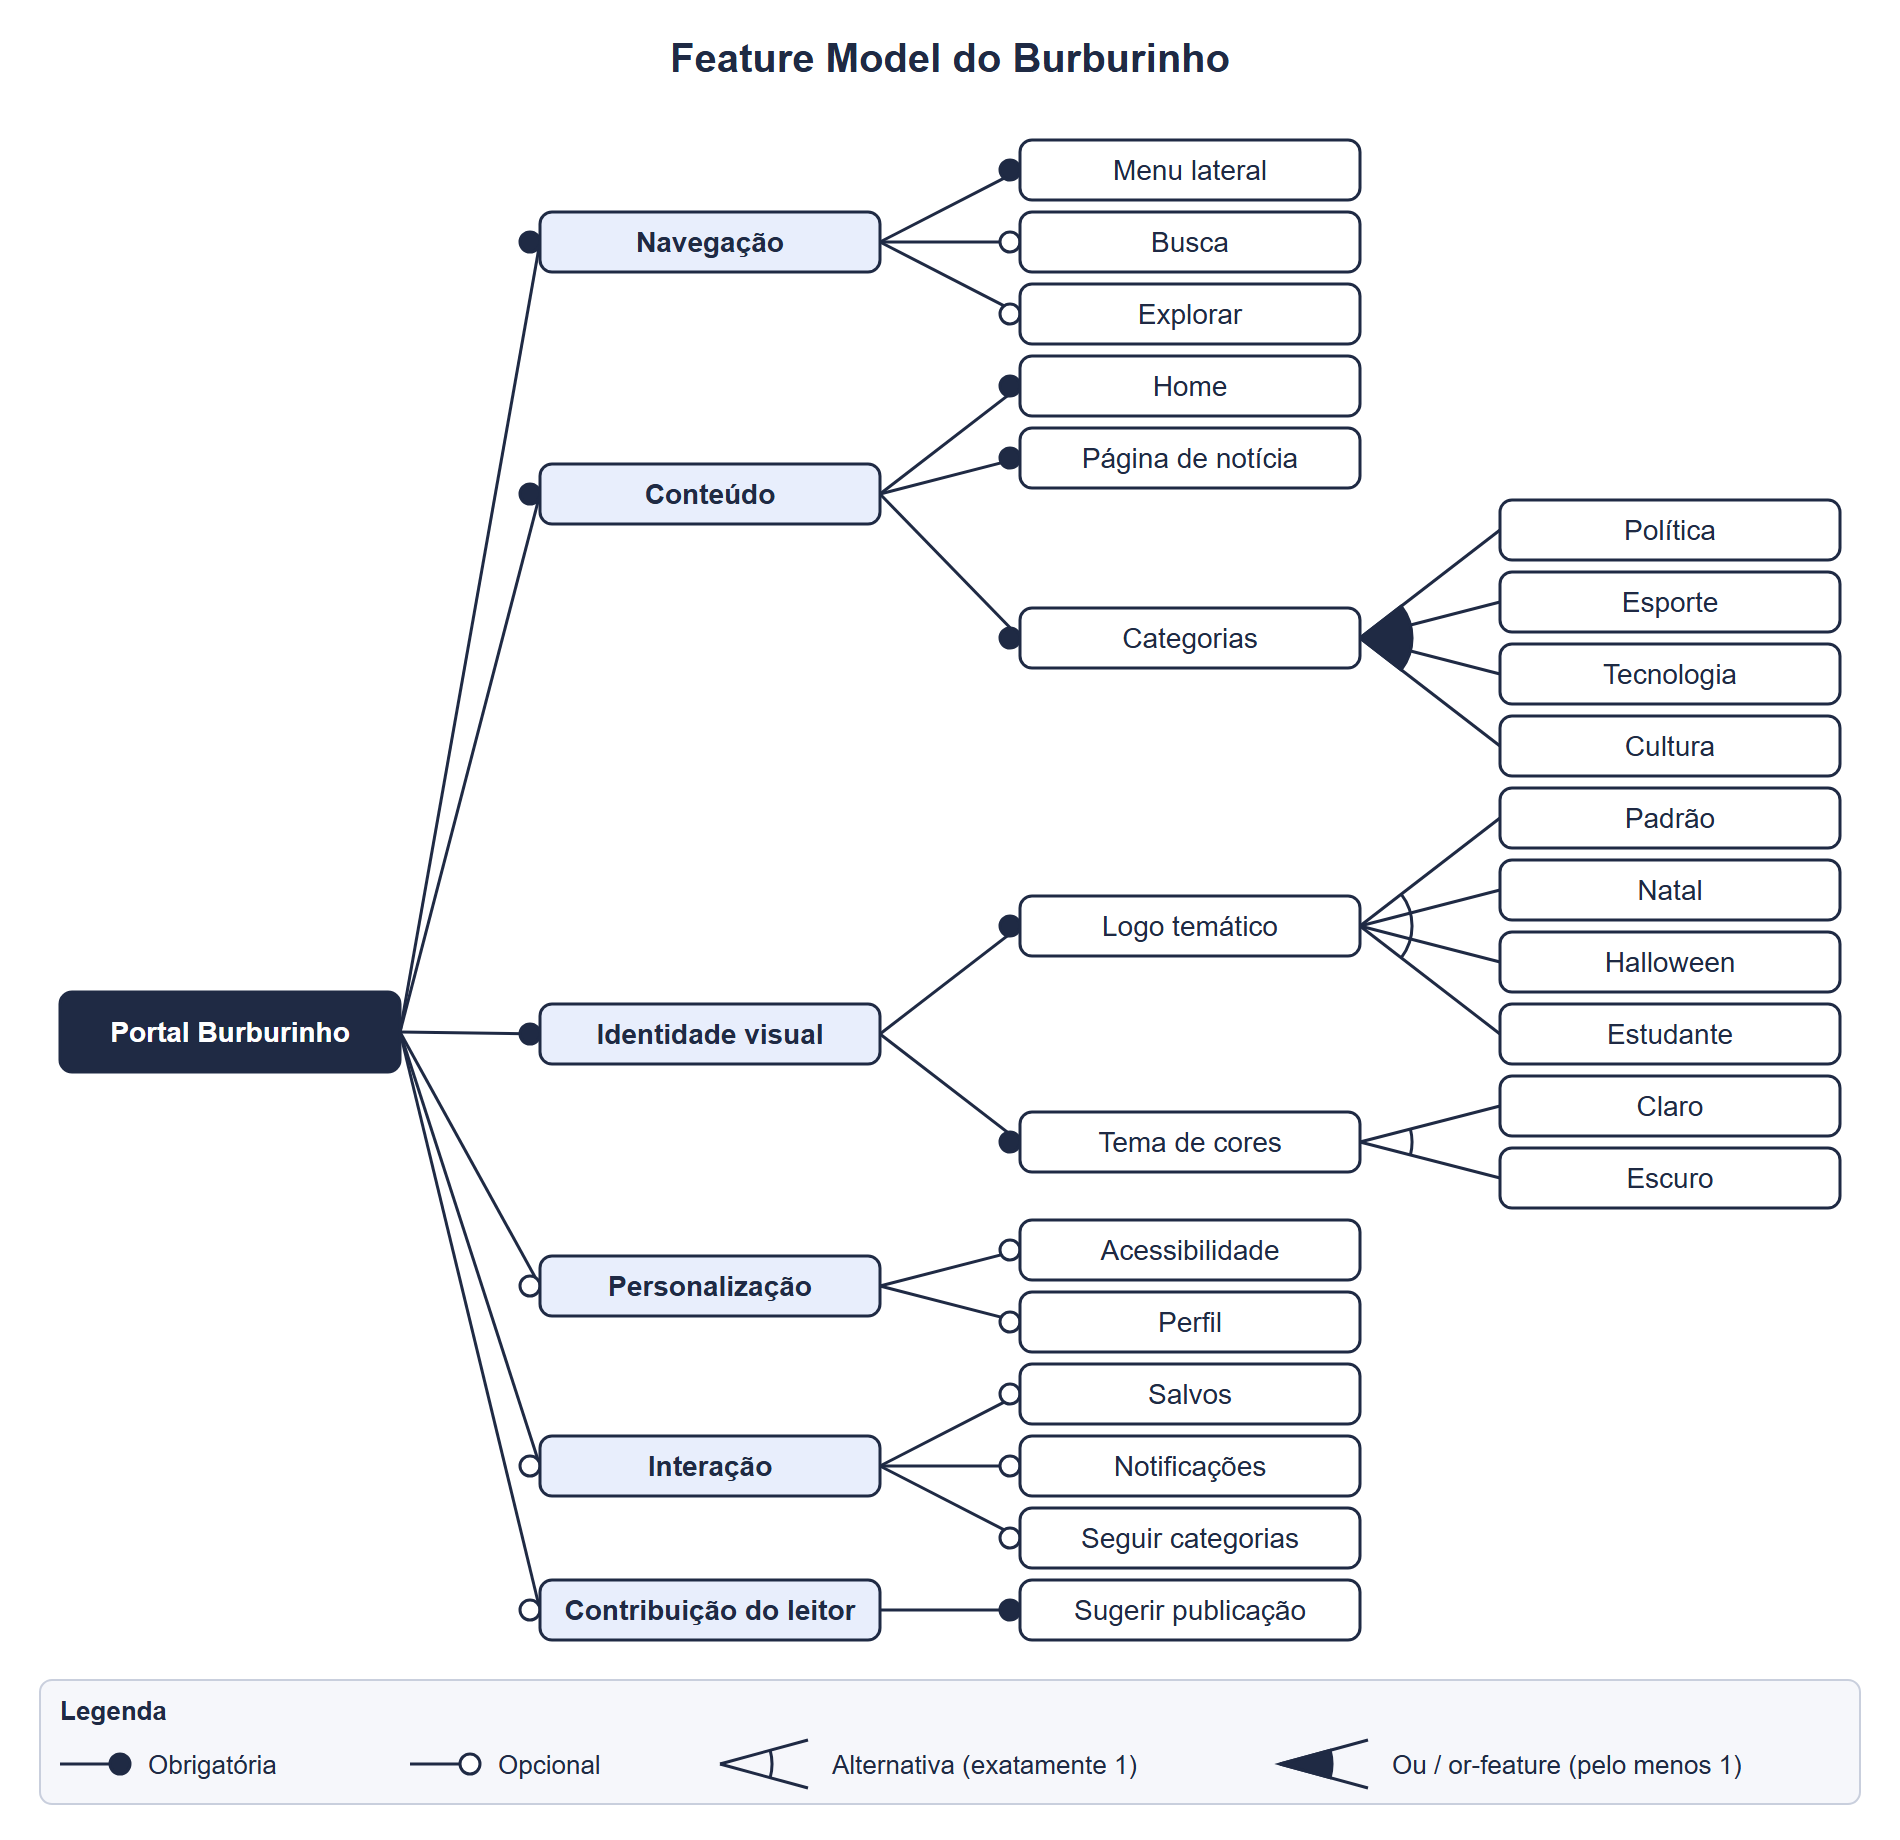 Feature Model do Burburinho
Portal Burburinho
Navegação
Menu lateral
Busca
Explorar
Conteúdo
Home
Página de notícia
Categorias
Política
Esporte
Tecnologia
Cultura
Identidade visual
Logo temático
Padrão
Natal
Halloween
Estudante
Tema de cores
Claro
Escuro
Personalização
Acessibilidade
Perfil
Interação
Salvos
Notificações
Seguir categorias
Contribuição do leitor
Sugerir publicação
Legenda
Obrigatória
Opcional
Alternativa (exatamente 1)
Ou / or-feature (pelo menos 1)